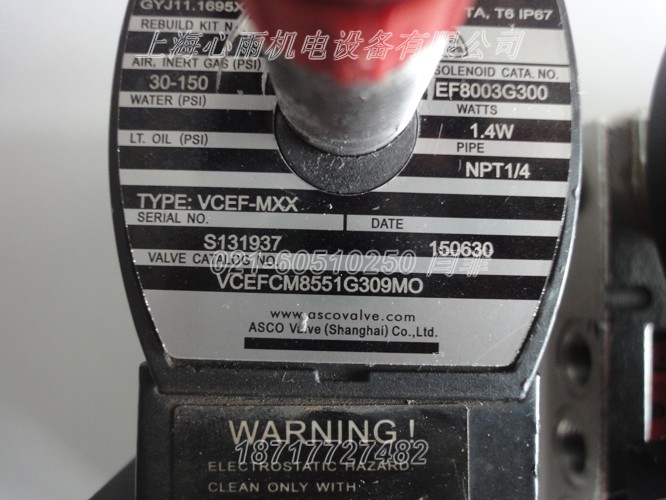 GYJ11.1695X TA, T6 IP67
REBUILD KIT N
上海心雨机电设备有限公司
AIR, INERT GAS (PSI) SOLENOID CATA. NO.
30-150 EF8003G300
WATER (PSI) WATTS
1.4W
LT. OIL (PSI) PIPE
NPT1/4
TYPE: VCEF-MXX
SERIAL NO. DATE
S131937 150630
021-60510250
VALVE CATALOG NO.
VCEFCM8551G309MO
www.ascovalve.com
ASCO Valve (Shanghai) Co.,Ltd.
WARNING !
18717727482
ELECTROSTATIC HAZARD
CLEAN ONLY WITH